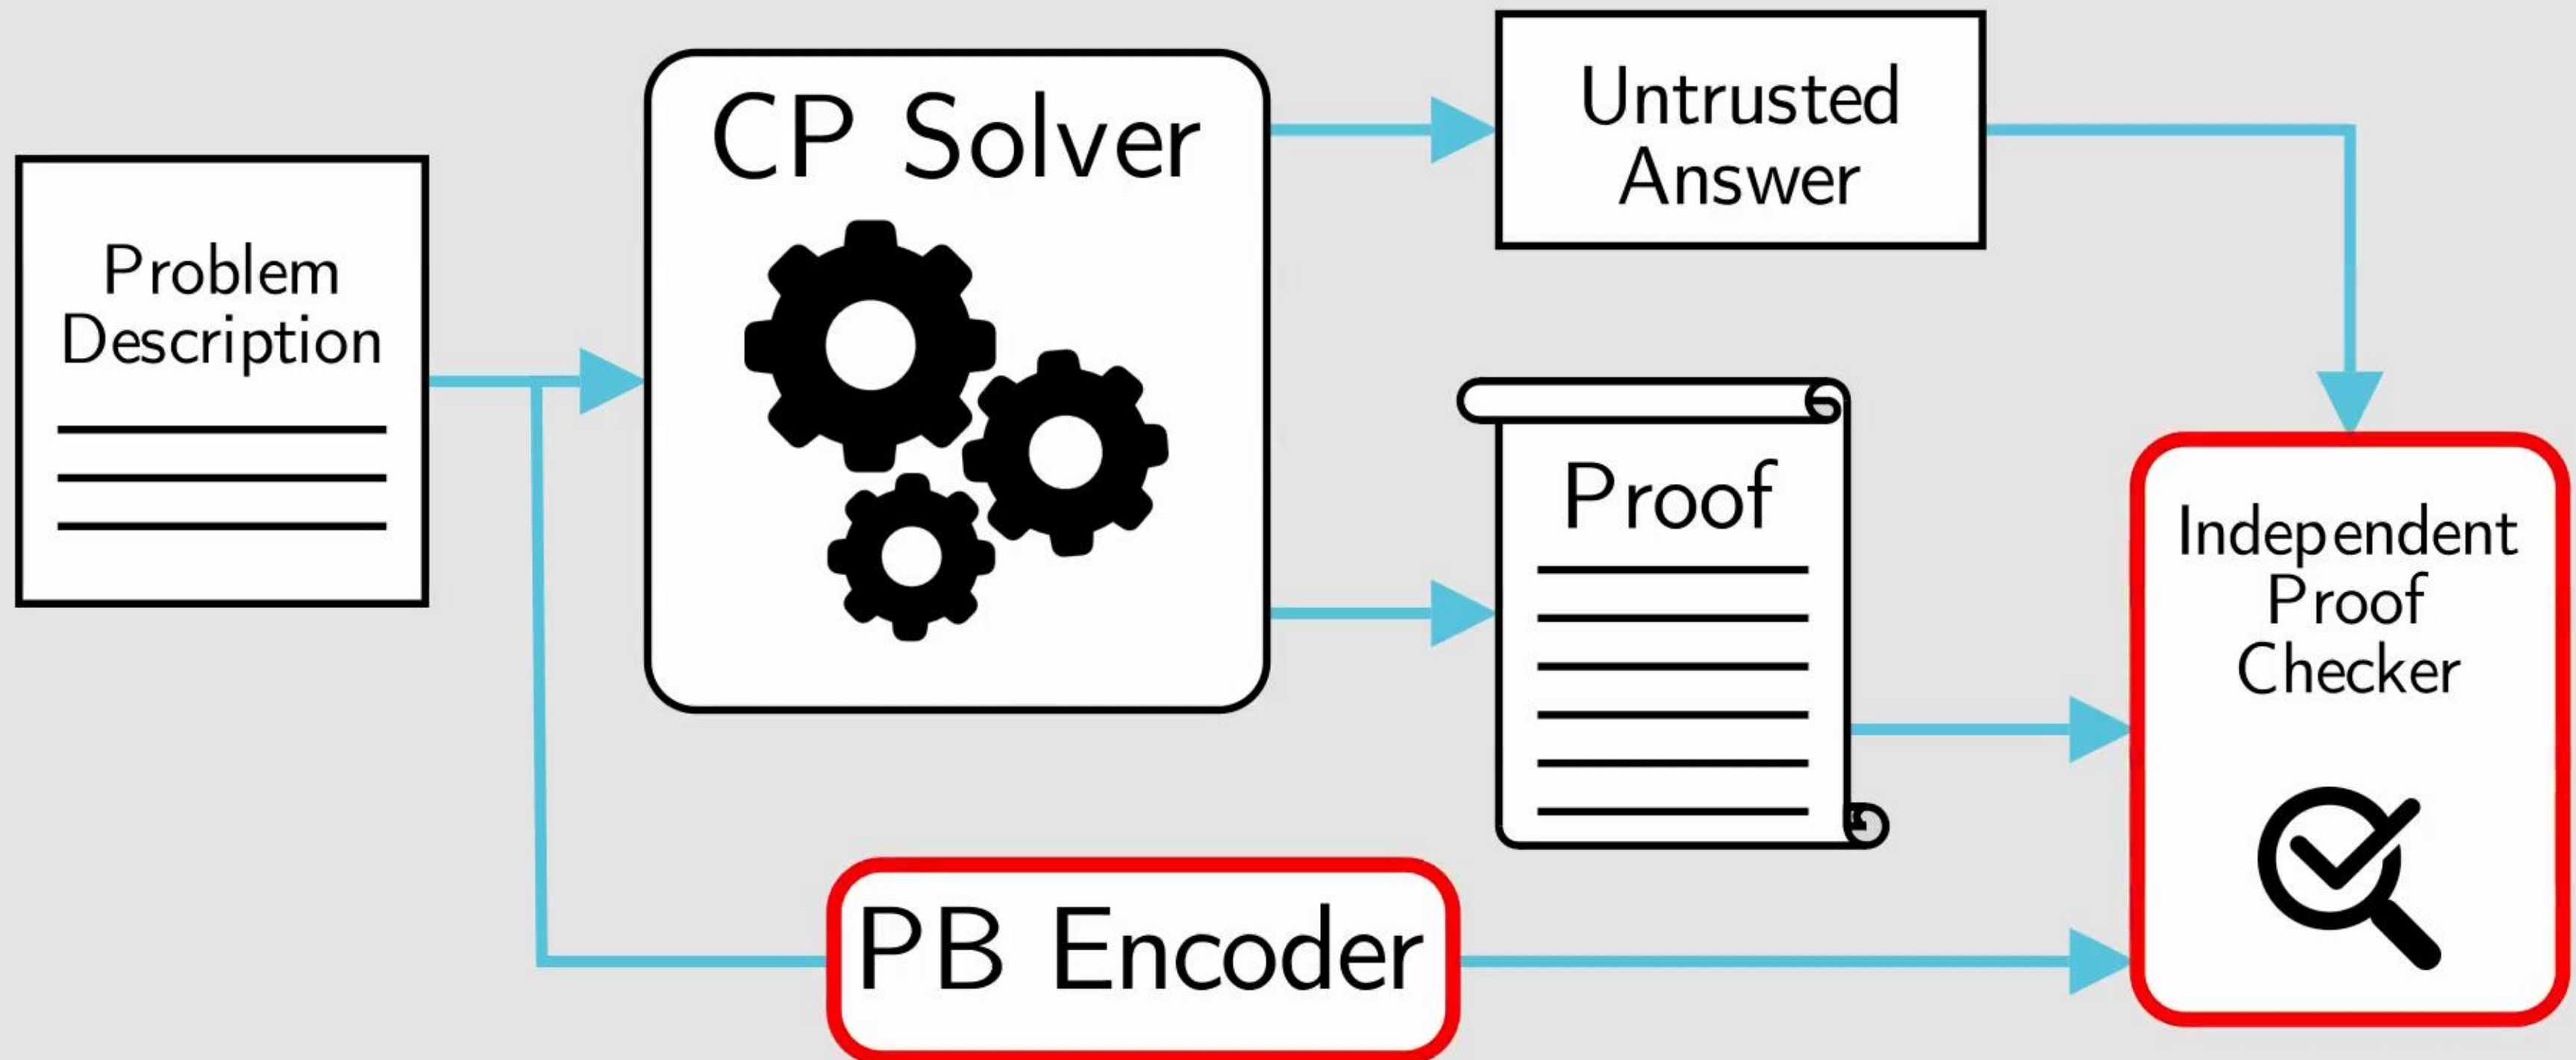 Problem
Description
CP Solver
Untrusted
Answer
Proof
Independent
Proof
Checker
PB Encoder